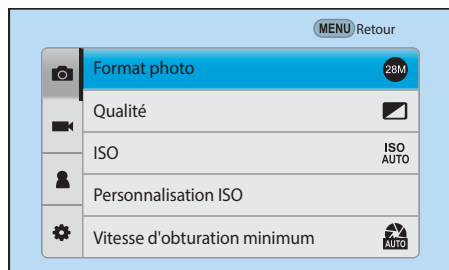 MENU Retour
Format photo 28M
Qualité
ISO ISO AUTO
Personnalisation ISO
Vitesse d'obturation minimum AUTO